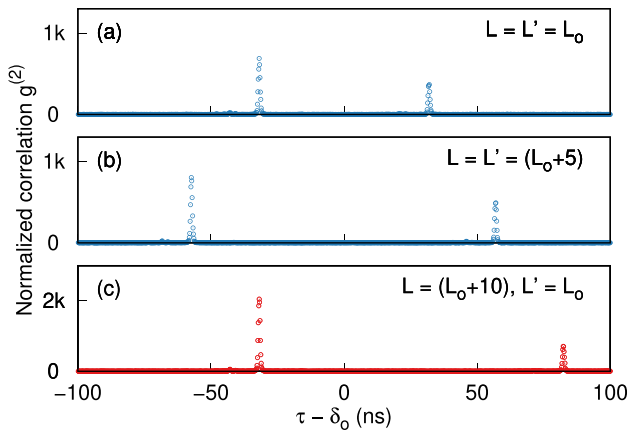 Normalized correlation g(2)
(a)
L = L' = Lo
1k
0
(b)
L = L' = (Lo+5)
1k
0
(c)
L = (Lo+10), L' = Lo
2k
0
−100 −50 0 50 100
τ − δo (ns)